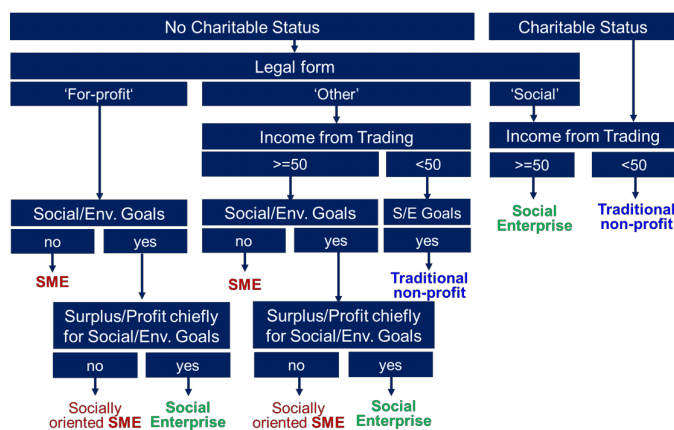 No Charitable Status
Charitable Status
Legal form
‘For-profit‘
‘Other’
‘Social’
Income from Trading
Income from Trading
>=50
<50
>=50
<50
Social/Env. Goals
Social/Env. Goals
S/E Goals
Social
Enterprise
Traditional
non-profit
no
yes
no
yes
yes
SME
SME
Traditional
non-profit
Surplus/Profit chiefly
for Social/Env. Goals
Surplus/Profit chiefly
for Social/Env. Goals
no
yes
no
yes
Socially
oriented SME
Social
Enterprise
Socially
oriented SME
Social
Enterprise